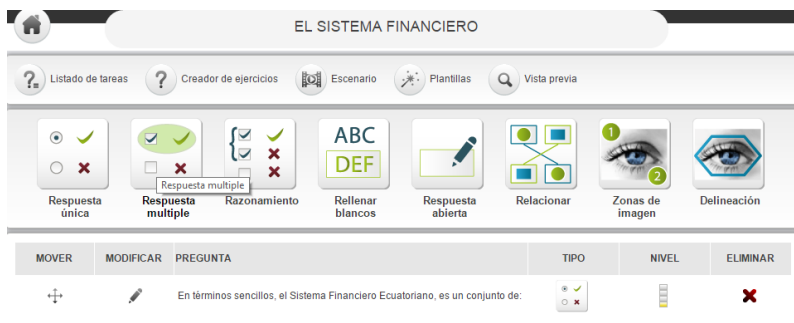 EL SISTEMA FINANCIERO
Listado de tareas
Creador de ejercicios
Escenario
Plantillas
Vista previa
ABC
DEF
1
2
Respuesta multiple
Respuesta única
Respuesta multiple
Razonamiento
Rellenar blancos
Respuesta abierta
Relacionar
Zonas de imagen
Delineación
MOVER MODIFICAR PREGUNTA TIPO NIVEL ELIMINAR
En términos sencillos, el Sistema Financiero Ecuatoriano, es un conjunto de: